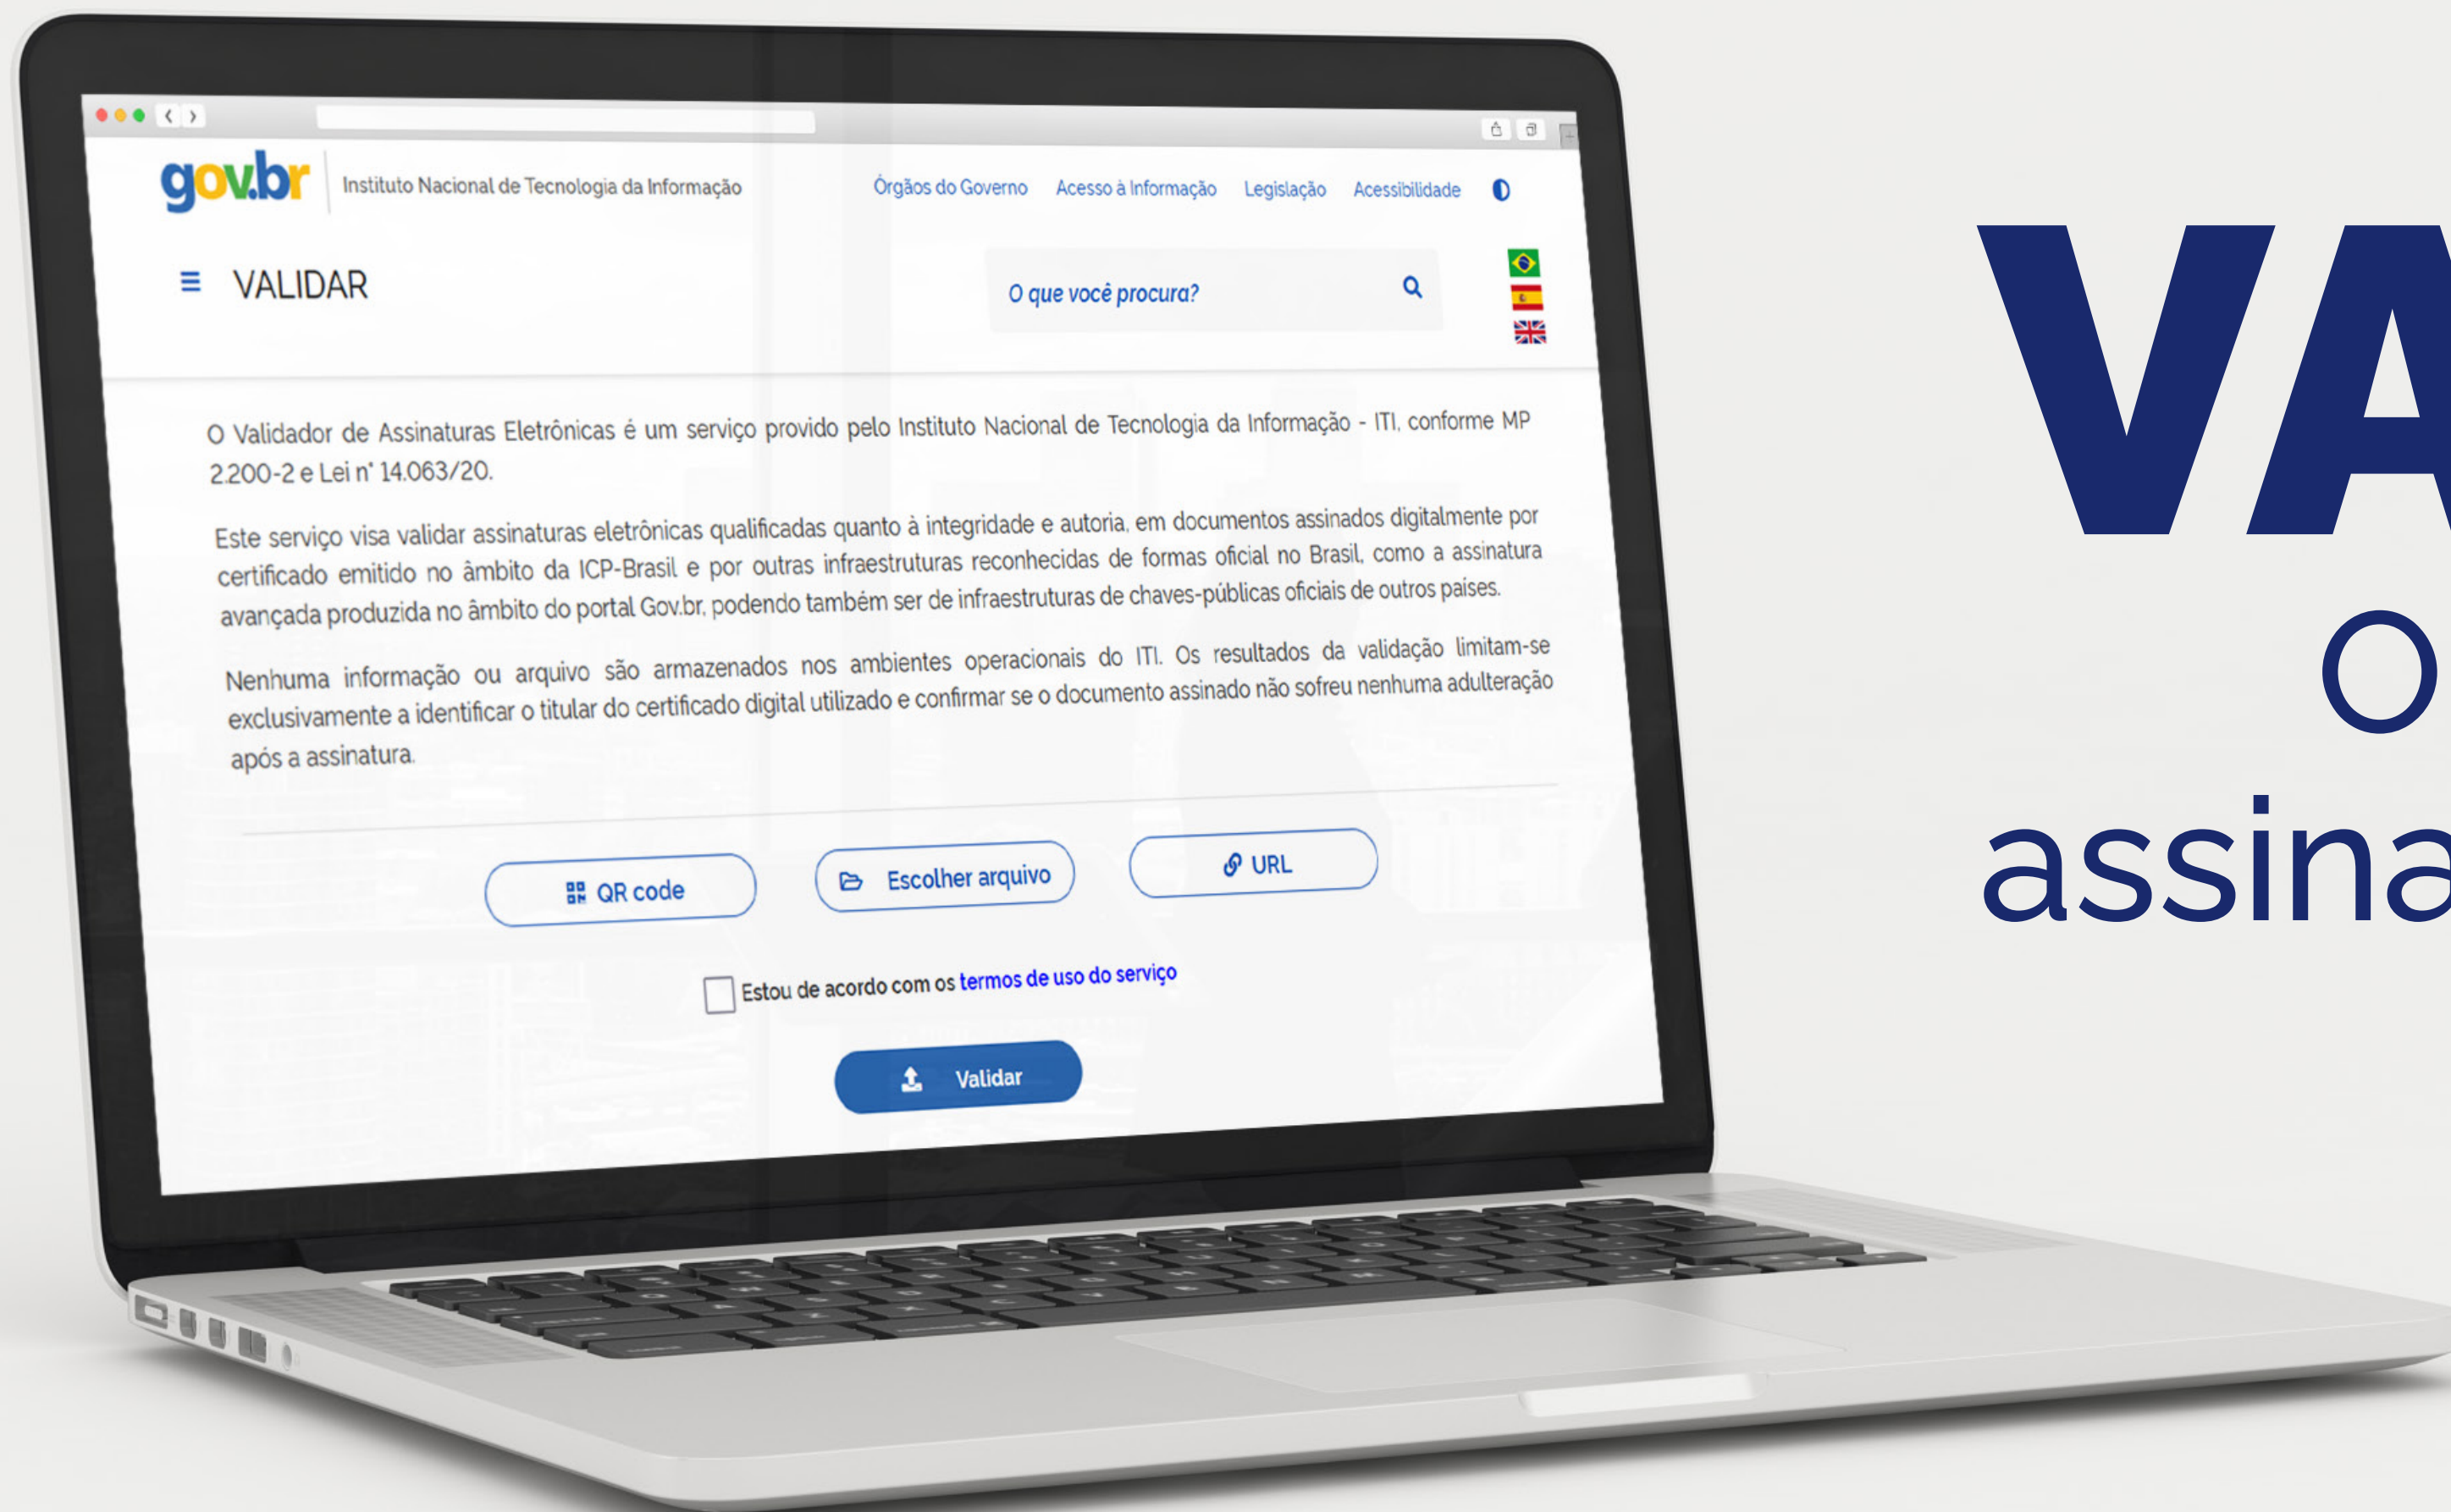 gov.br
Instituto Nacional de Tecnologia da Informação
Órgãos do Governo Acesso à Informação Legislação Acessibilidade
VALIDAR
O que você procura?
O Validador de Assinaturas Eletrônicas é um serviço provido pelo Instituto Nacional de Tecnologia da Informação - ITI, conforme MP
2.200-2 e Lei n° 14.063/20.
Este serviço visa validar assinaturas eletrônicas qualificadas quanto à integridade e autoria, em documentos assinados digitalmente por
certificado emitido no âmbito da ICP-Brasil e por outras infraestruturas reconhecidas de formas oficial no Brasil, como a assinatura
avançada produzida no âmbito do portal Gov.br, podendo também ser de infraestruturas de chaves-públicas oficiais de outros países.
Nenhuma informação ou arquivo são armazenados nos ambientes operacionais do ITI. Os resultados da validação limitam-se
exclusivamente a identificar o titular do certificado digital utilizado e confirmar se o documento assinado não sofreu nenhuma adulteração
após a assinatura.
QR code
Escolher arquivo
URL
Estou de acordo com os termos de uso do serviço
Validar
VA
O
assina